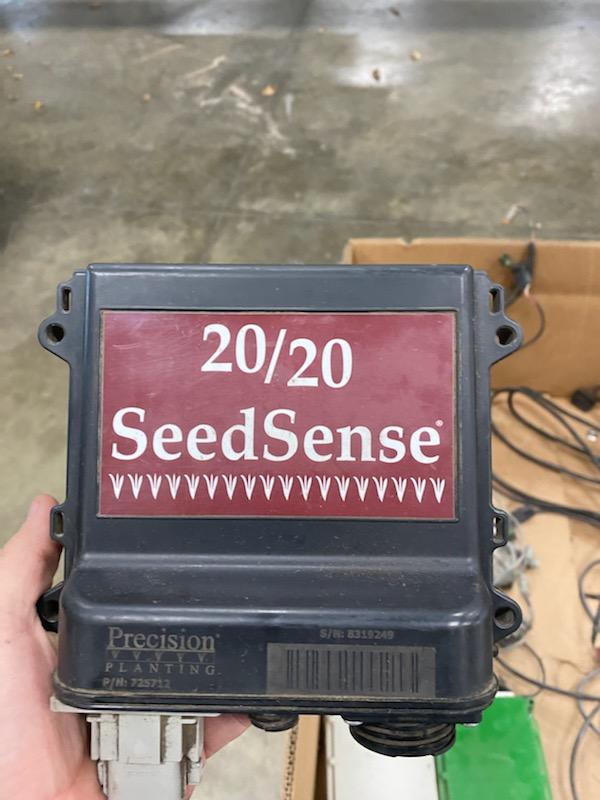 20/20
SeedSense®
Precision
PLANTING
P/N: 725712
S/N: 8319249